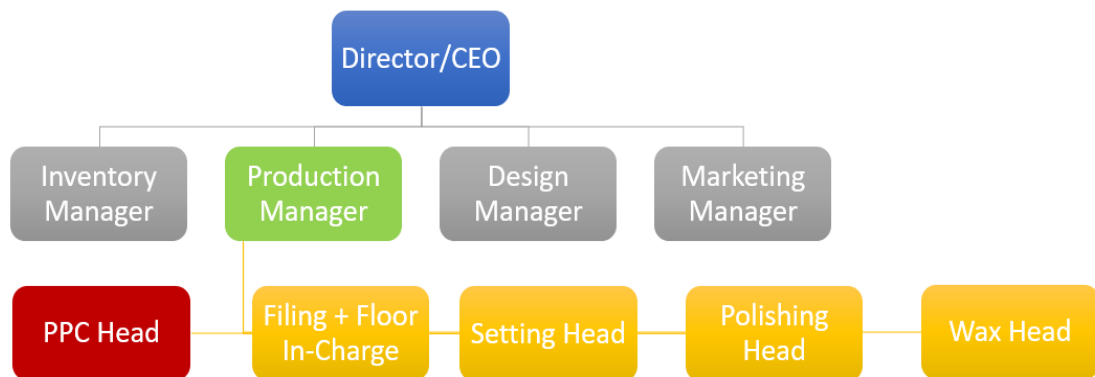 Director/CEO
Inventory
Manager
Production
Manager
Design
Manager
Marketing
Manager
PPC Head
Filing + Floor
In-Charge
Setting Head
Polishing
Head
Wax Head